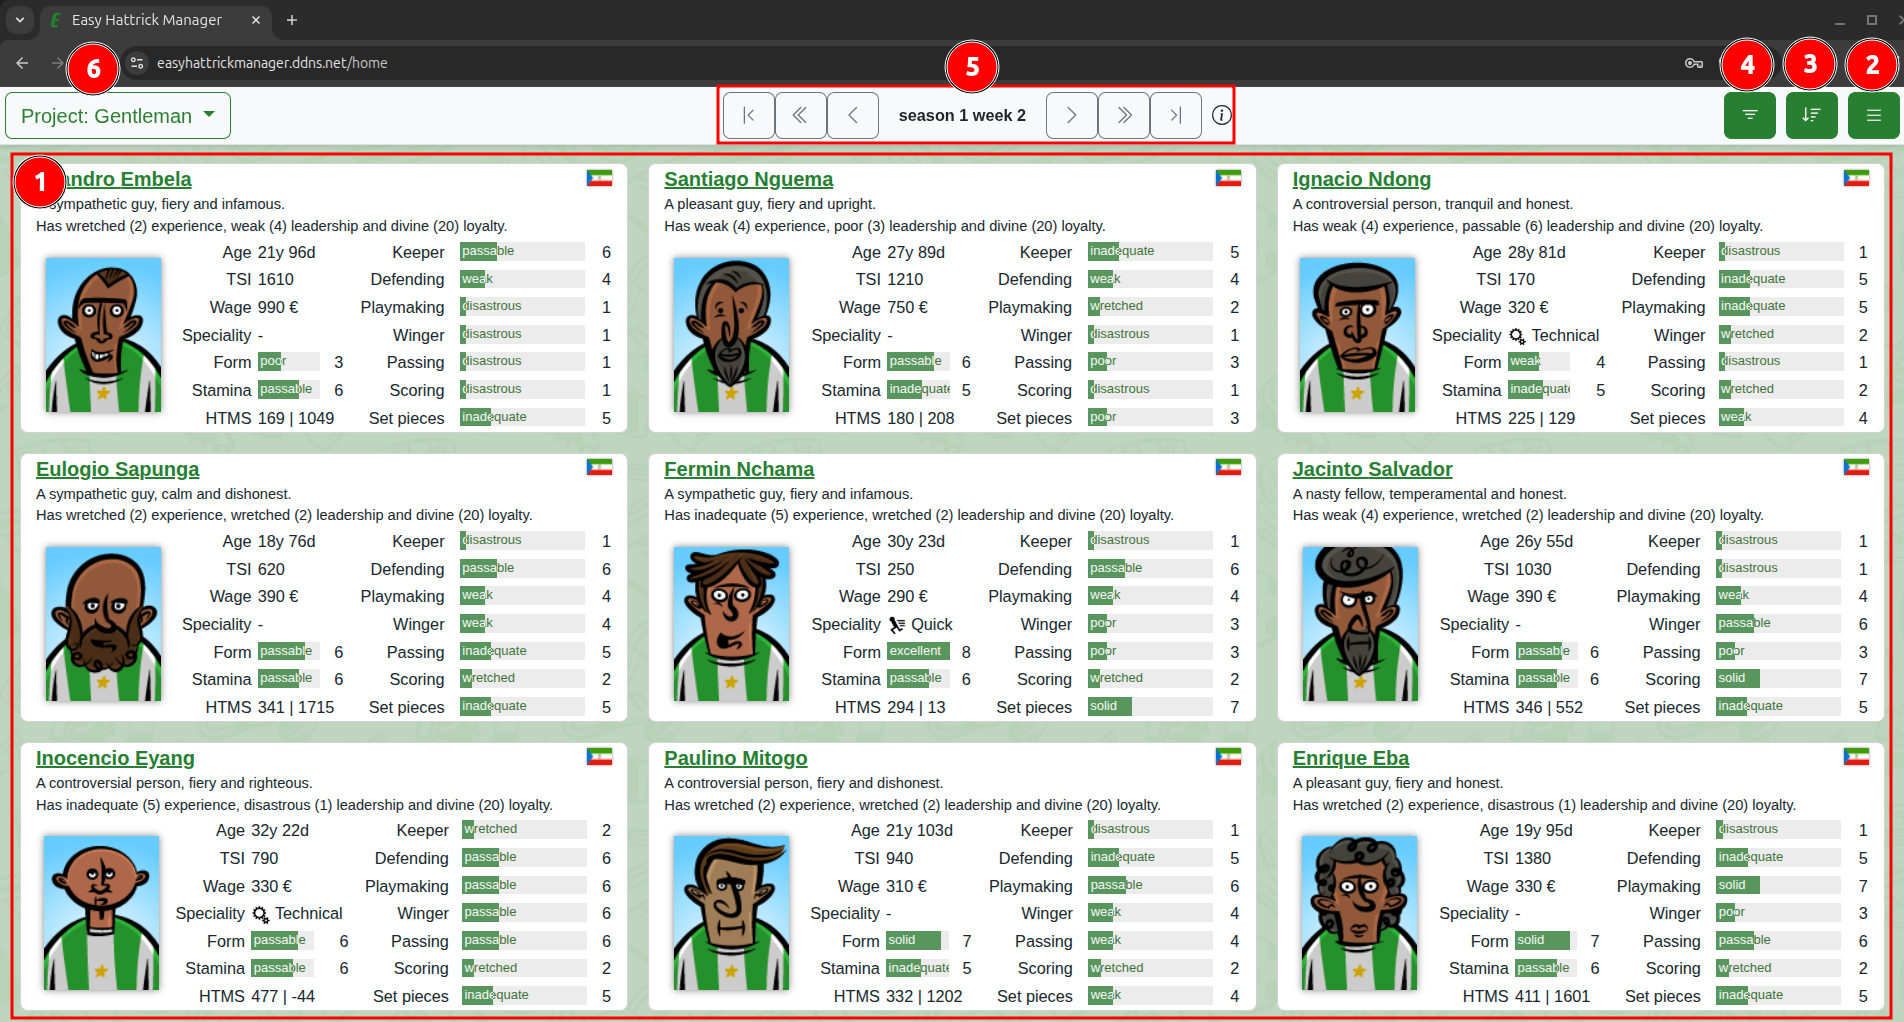 Easy Hattrick Manager
easyhattrickmanager.ddns.net/home
6
5
4
3
2
Project: Gentleman
season 1 week 2
1
andro Embela
sympathetic guy, fiery and infamous.
Has wretched (2) experience, weak (4) leadership and divine (20) loyalty.
Age 21y 96d Keeper passable 6
TSI 1610 Defending weak 4
Wage 990 € Playmaking disastrous 1
Speciality - Winger disastrous 1
Form poor 3 Passing disastrous 1
Stamina passable 6 Scoring disastrous 1
HTMS 169 | 1049 Set pieces inadequate 5
Santiago Nguema
A pleasant guy, fiery and upright.
Has weak (4) experience, poor (3) leadership and divine (20) loyalty.
Age 27y 89d Keeper inadequate 5
TSI 1210 Defending weak 4
Wage 750 € Playmaking wretched 2
Speciality - Winger disastrous 1
Form passable 6 Passing poor 3
Stamina inadequate 5 Scoring disastrous 1
HTMS 180 | 208 Set pieces poor 3
Ignacio Ndong
A controversial person, tranquil and honest.
Has weak (4) experience, passable (6) leadership and divine (20) loyalty.
Age 28y 81d Keeper disastrous 1
TSI 170 Defending inadequate 5
Wage 320 € Playmaking inadequate 5
Speciality Technical Winger wretched 2
Form weak 4 Passing disastrous 1
Stamina inadequate 5 Scoring wretched 2
HTMS 225 | 129 Set pieces weak 4
Eulogio Sapunga
A sympathetic guy, calm and dishonest.
Has wretched (2) experience, wretched (2) leadership and divine (20) loyalty.
Age 18y 76d Keeper disastrous 1
TSI 620 Defending passable 6
Wage 390 € Playmaking weak 4
Speciality - Winger weak 4
Form passable 6 Passing inadequate 5
Stamina passable 6 Scoring wretched 2
HTMS 341 | 1715 Set pieces inadequate 5
Fermin Nchama
A sympathetic guy, fiery and infamous.
Has inadequate (5) experience, wretched (2) leadership and divine (20) loyalty.
Age 30y 23d Keeper disastrous 1
TSI 250 Defending passable 6
Wage 290 € Playmaking weak 4
Speciality Quick Winger poor 3
Form excellent 8 Passing poor 3
Stamina passable 6 Scoring wretched 2
HTMS 294 | 13 Set pieces solid 7
Jacinto Salvador
A nasty fellow, temperamental and honest.
Has weak (4) experience, wretched (2) leadership and divine (20) loyalty.
Age 26y 55d Keeper disastrous 1
TSI 1030 Defending disastrous 1
Wage 390 € Playmaking weak 4
Speciality - Winger passable 6
Form passable 6 Passing poor 3
Stamina passable 6 Scoring solid 7
HTMS 346 | 552 Set pieces inadequate 5
Inocencio Eyang
A controversial person, fiery and righteous.
Has inadequate (5) experience, disastrous (1) leadership and divine (20) loyalty.
Age 32y 22d Keeper wretched 2
TSI 790 Defending passable 6
Wage 330 € Playmaking passable 6
Speciality Technical Winger passable 6
Form passable 6 Passing passable 6
Stamina passable 6 Scoring wretched 2
HTMS 477 | -44 Set pieces inadequate 5
Paulino Mitogo
A controversial person, fiery and dishonest.
Has wretched (2) experience, wretched (2) leadership and divine (20) loyalty.
Age 21y 103d Keeper disastrous 1
TSI 940 Defending inadequate 5
Wage 310 € Playmaking passable 6
Speciality - Winger weak 4
Form solid 7 Passing weak 4
Stamina inadequate 5 Scoring wretched 2
HTMS 332 | 1202 Set pieces weak 4
Enrique Eba
A pleasant guy, fiery and honest.
Has wretched (2) experience, disastrous (1) leadership and divine (20) loyalty.
Age 19y 95d Keeper disastrous 1
TSI 1380 Defending inadequate 5
Wage 330 € Playmaking solid 7
Speciality - Winger poor 3
Form solid 7 Passing passable 6
Stamina passable 6 Scoring wretched 2
HTMS 411 | 1601 Set pieces inadequate 5